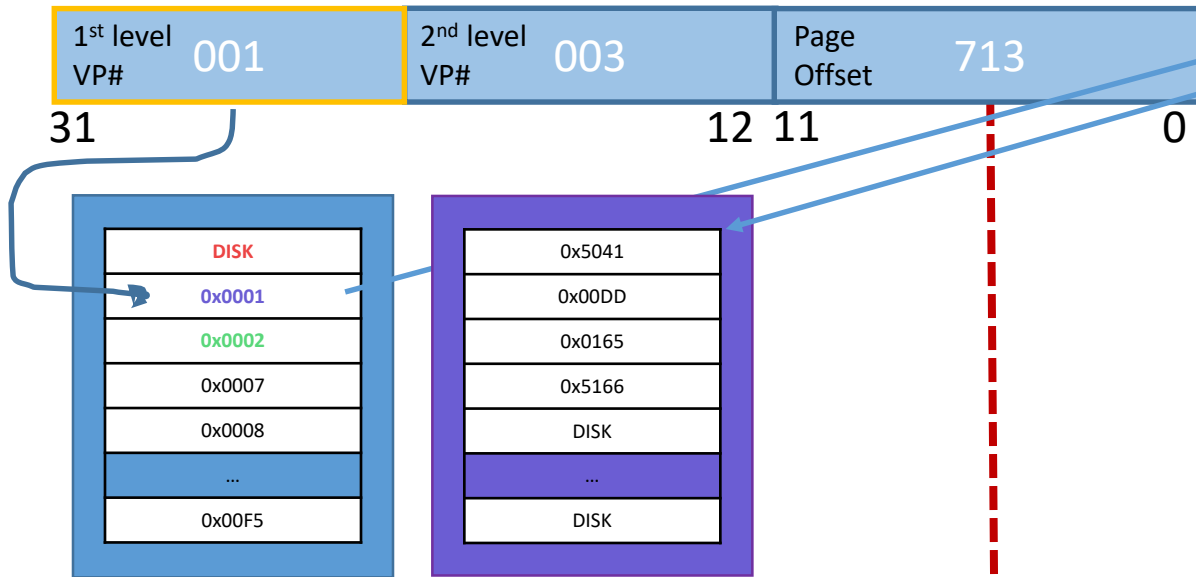 1st level VP# 001
2nd level VP# 003
Page Offset 713
31
12
11
0
DISK
0x0001
0x0002
0x0007
0x0008
...
0x00F5
0x5041
0x00DD
0x0165
0x5166
DISK
...
DISK